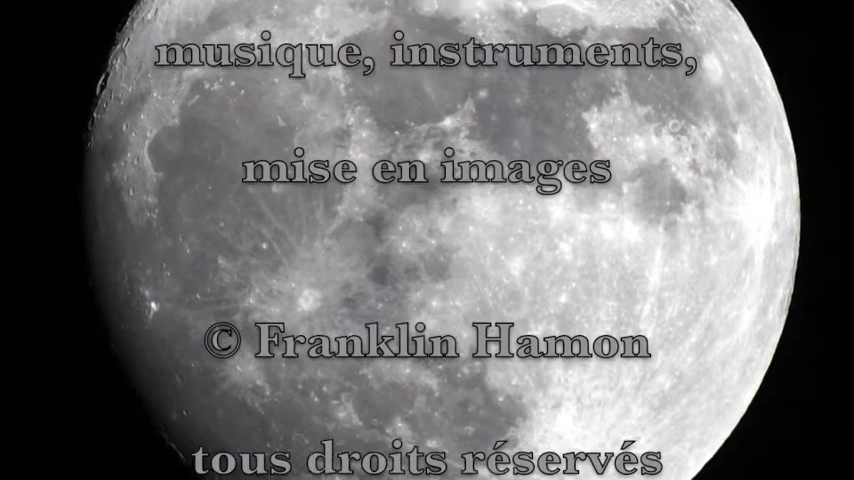 musique, instruments,
mise en images
© Franklin Hamon
tous droits réservés